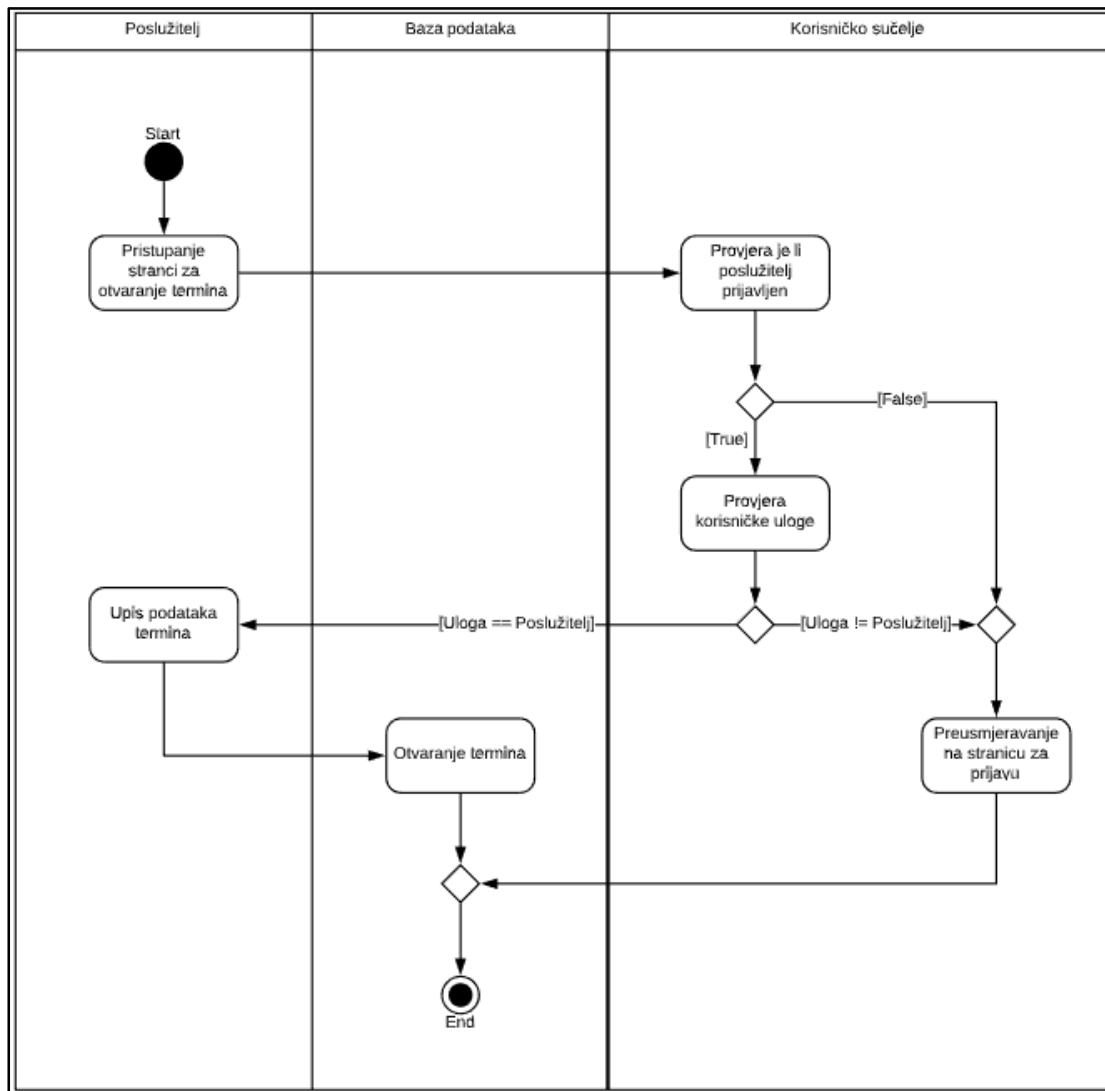 Poslužitelj
Baza podataka
Korisničko sučelje
Start
Pristupanje
stranci za
otvaranje termina
Provjera je li
poslužitelj
prijavljen
[False]
[True]
Provjera
korisničke uloge
Upis podataka
termina
[Uloga == Poslužitelj]
[Uloga != Poslužitelj]
Otvaranje termina
Preusmjeravanje
na stranicu za
prijavu
End